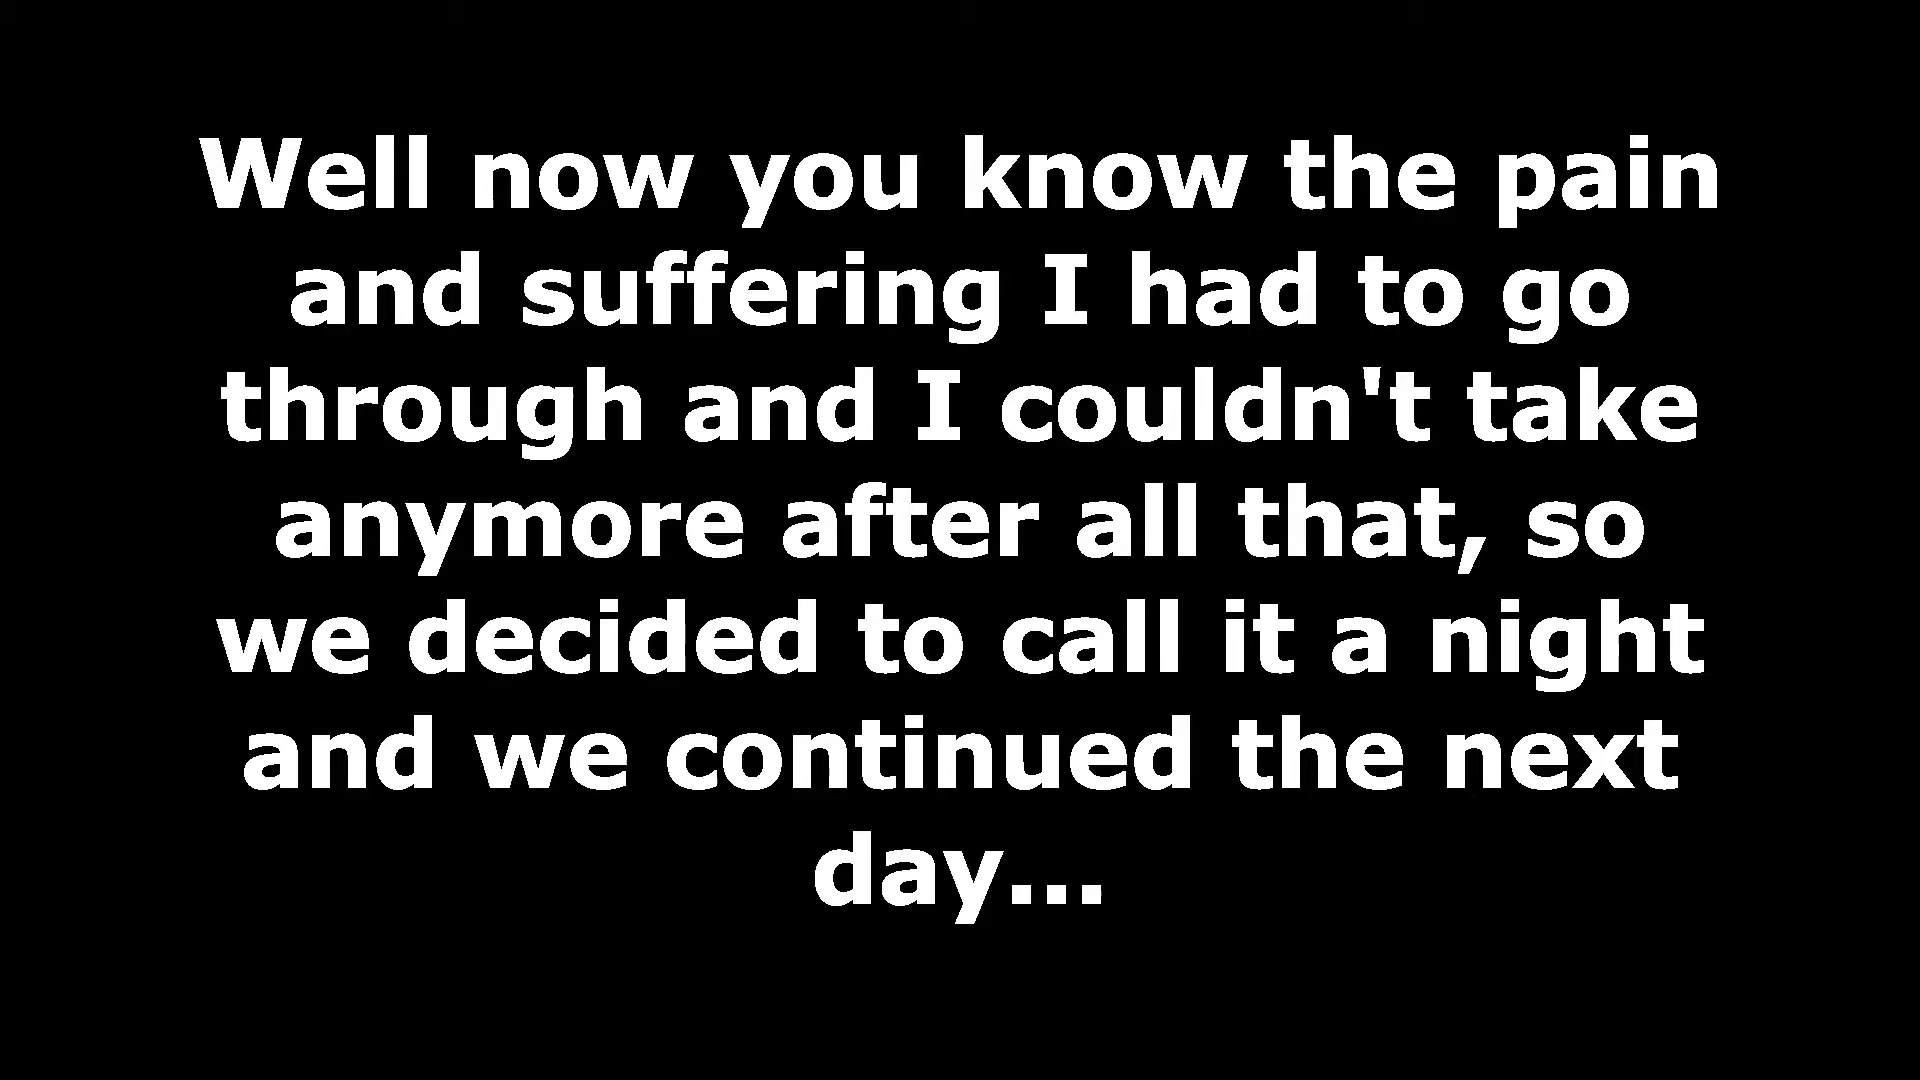 Well now you know the pain
and suffering I had to go
through and I couldn't take
anymore after all that, so
we decided to call it a night
and we continued the next
day...